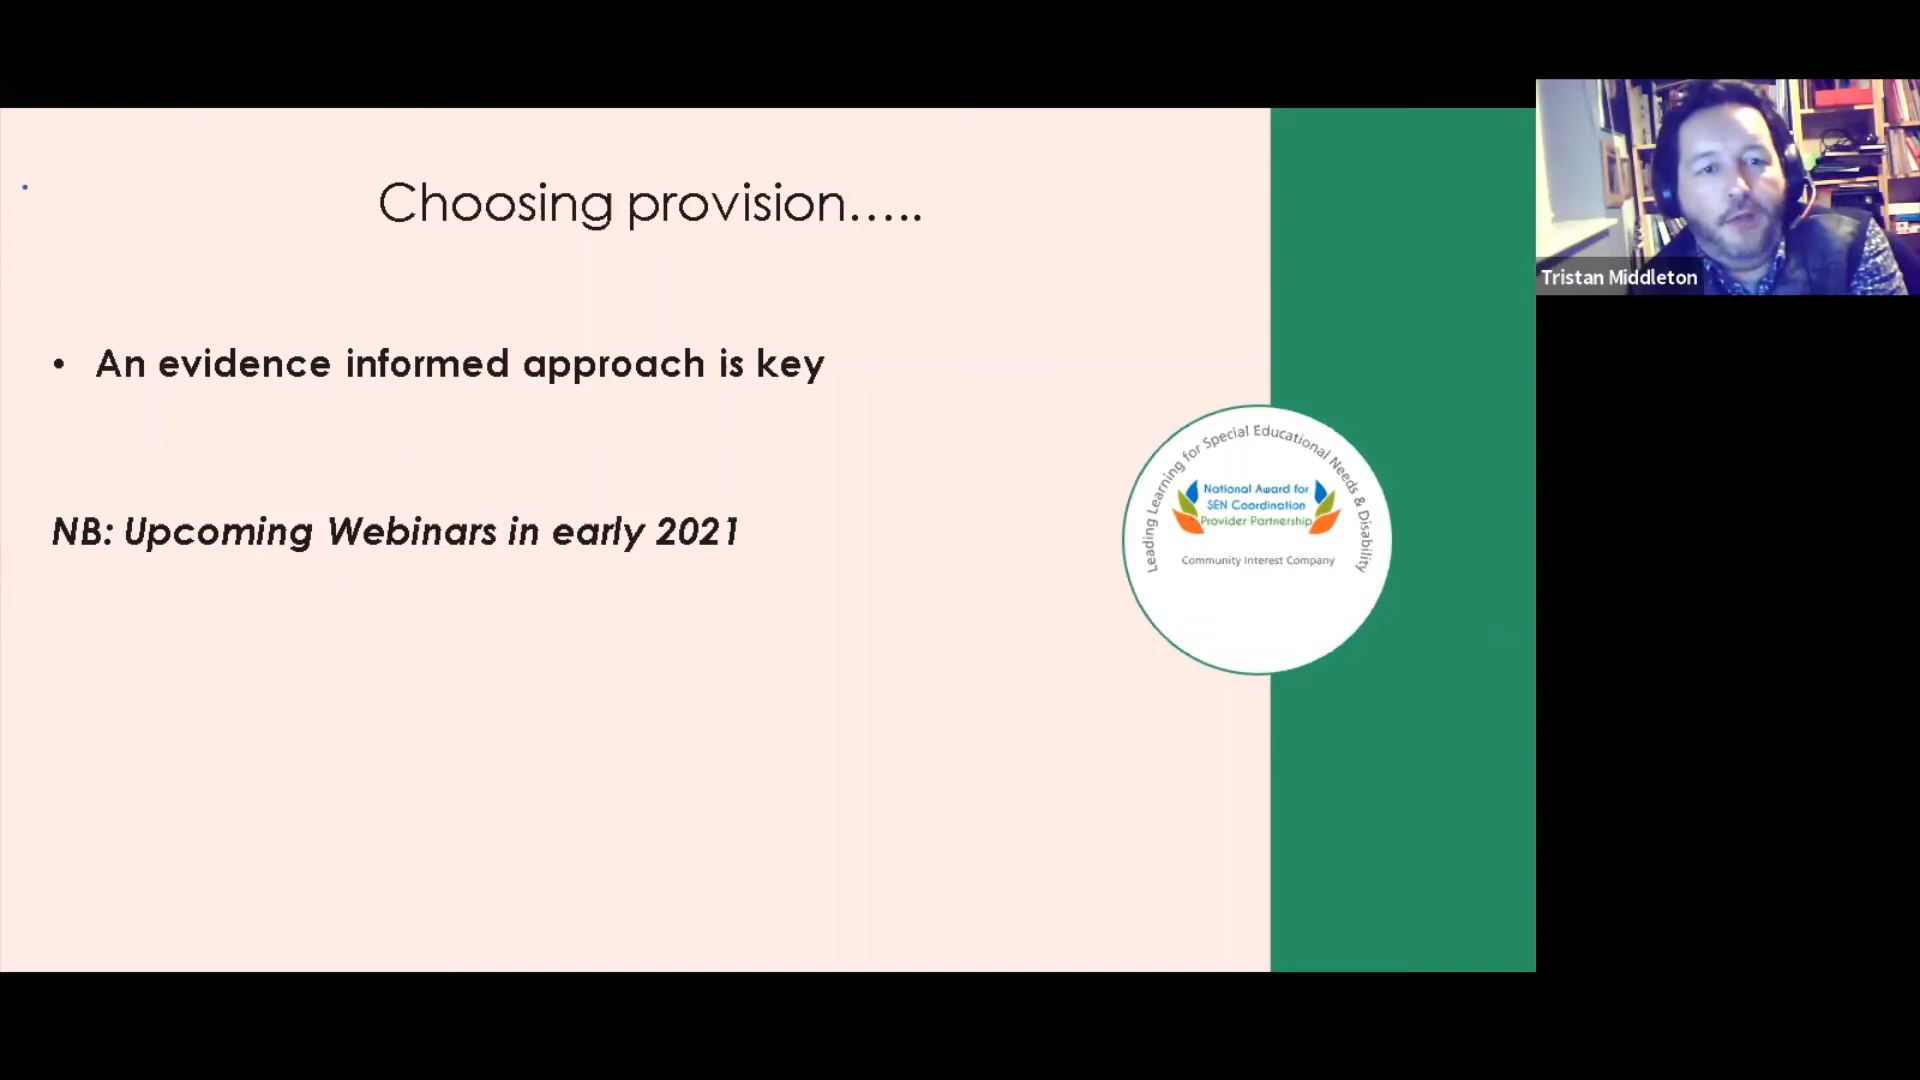 Choosing provision.....
• An evidence informed approach is key
NB: Upcoming Webinars in early 2021
Leading Learning for Special Educational Needs & Disability
National Award for
SEN Coordination
Provider Partnership
Community Interest Company
Tristan Middleton